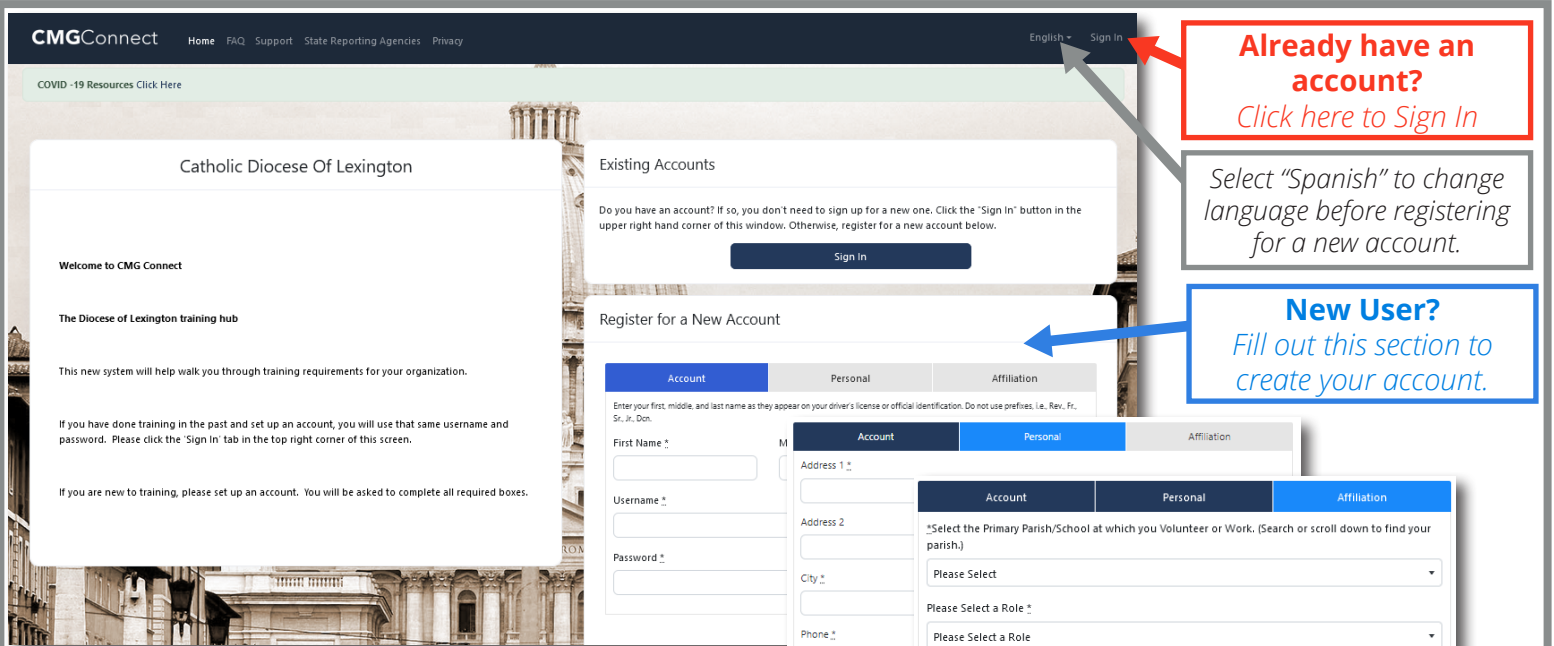 CMGConnect Home FAQ Support State Reporting Agencies Privacy English Sign In
COVID -19 Resources Click Here
Catholic Diocese Of Lexington
Welcome to CMG Connect
The Diocese of Lexington training hub
This new system will help walk you through training requirements for your organization.
If you have done training in the past and set up an account, you will use that same username and
password. Please click the 'Sign In' tab in the top right corner of this screen.
If you are new to training, please set up an account. You will be asked to complete all required boxes.
Existing Accounts
Do you have an account? If so, you don't need to sign up for a new one. Click the "Sign In" button in the
upper right hand corner of this window. Otherwise, register for a new account below.
Sign In
Register for a New Account
Account Personal Affiliation
Enter your first, middle, and last name as they appear on your driver's license or official identification. Do not use prefixes, i.e., Rev., Fr.,
Sr., Jr., Dcn.
First Name * M
Username *
Password *
Account Personal Affiliation
Address 1 *
Address 2
City *
Phone *
Account Personal Affiliation
*Select the Primary Parish/School at which you Volunteer or Work. (Search or scroll down to find your
parish.)
Please Select
Please Select a Role *
Please Select a Role
Already have an
account?
Click here to Sign In
Select “Spanish” to change
language before registering
for a new account.
New User?
Fill out this section to
create your account.